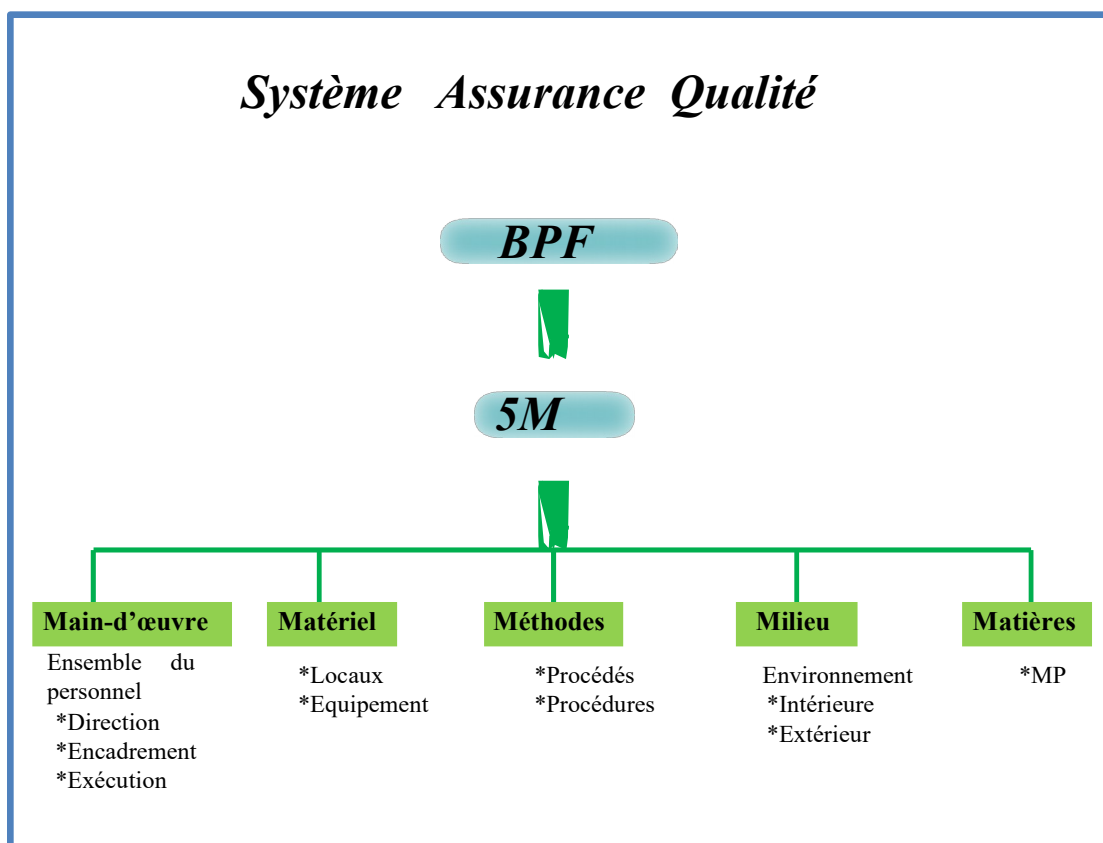 Système Assurance Qualité
BPF
5M
Main-d'œuvre
Ensemble du
personnel
*Direction
*Encadrement
*Exécution
Matériel
*Locaux
*Equipement
Méthodes
*Procédés
*Procédures
Milieu
Environnement
*Intérieure
*Extérieur
Matières
*MP